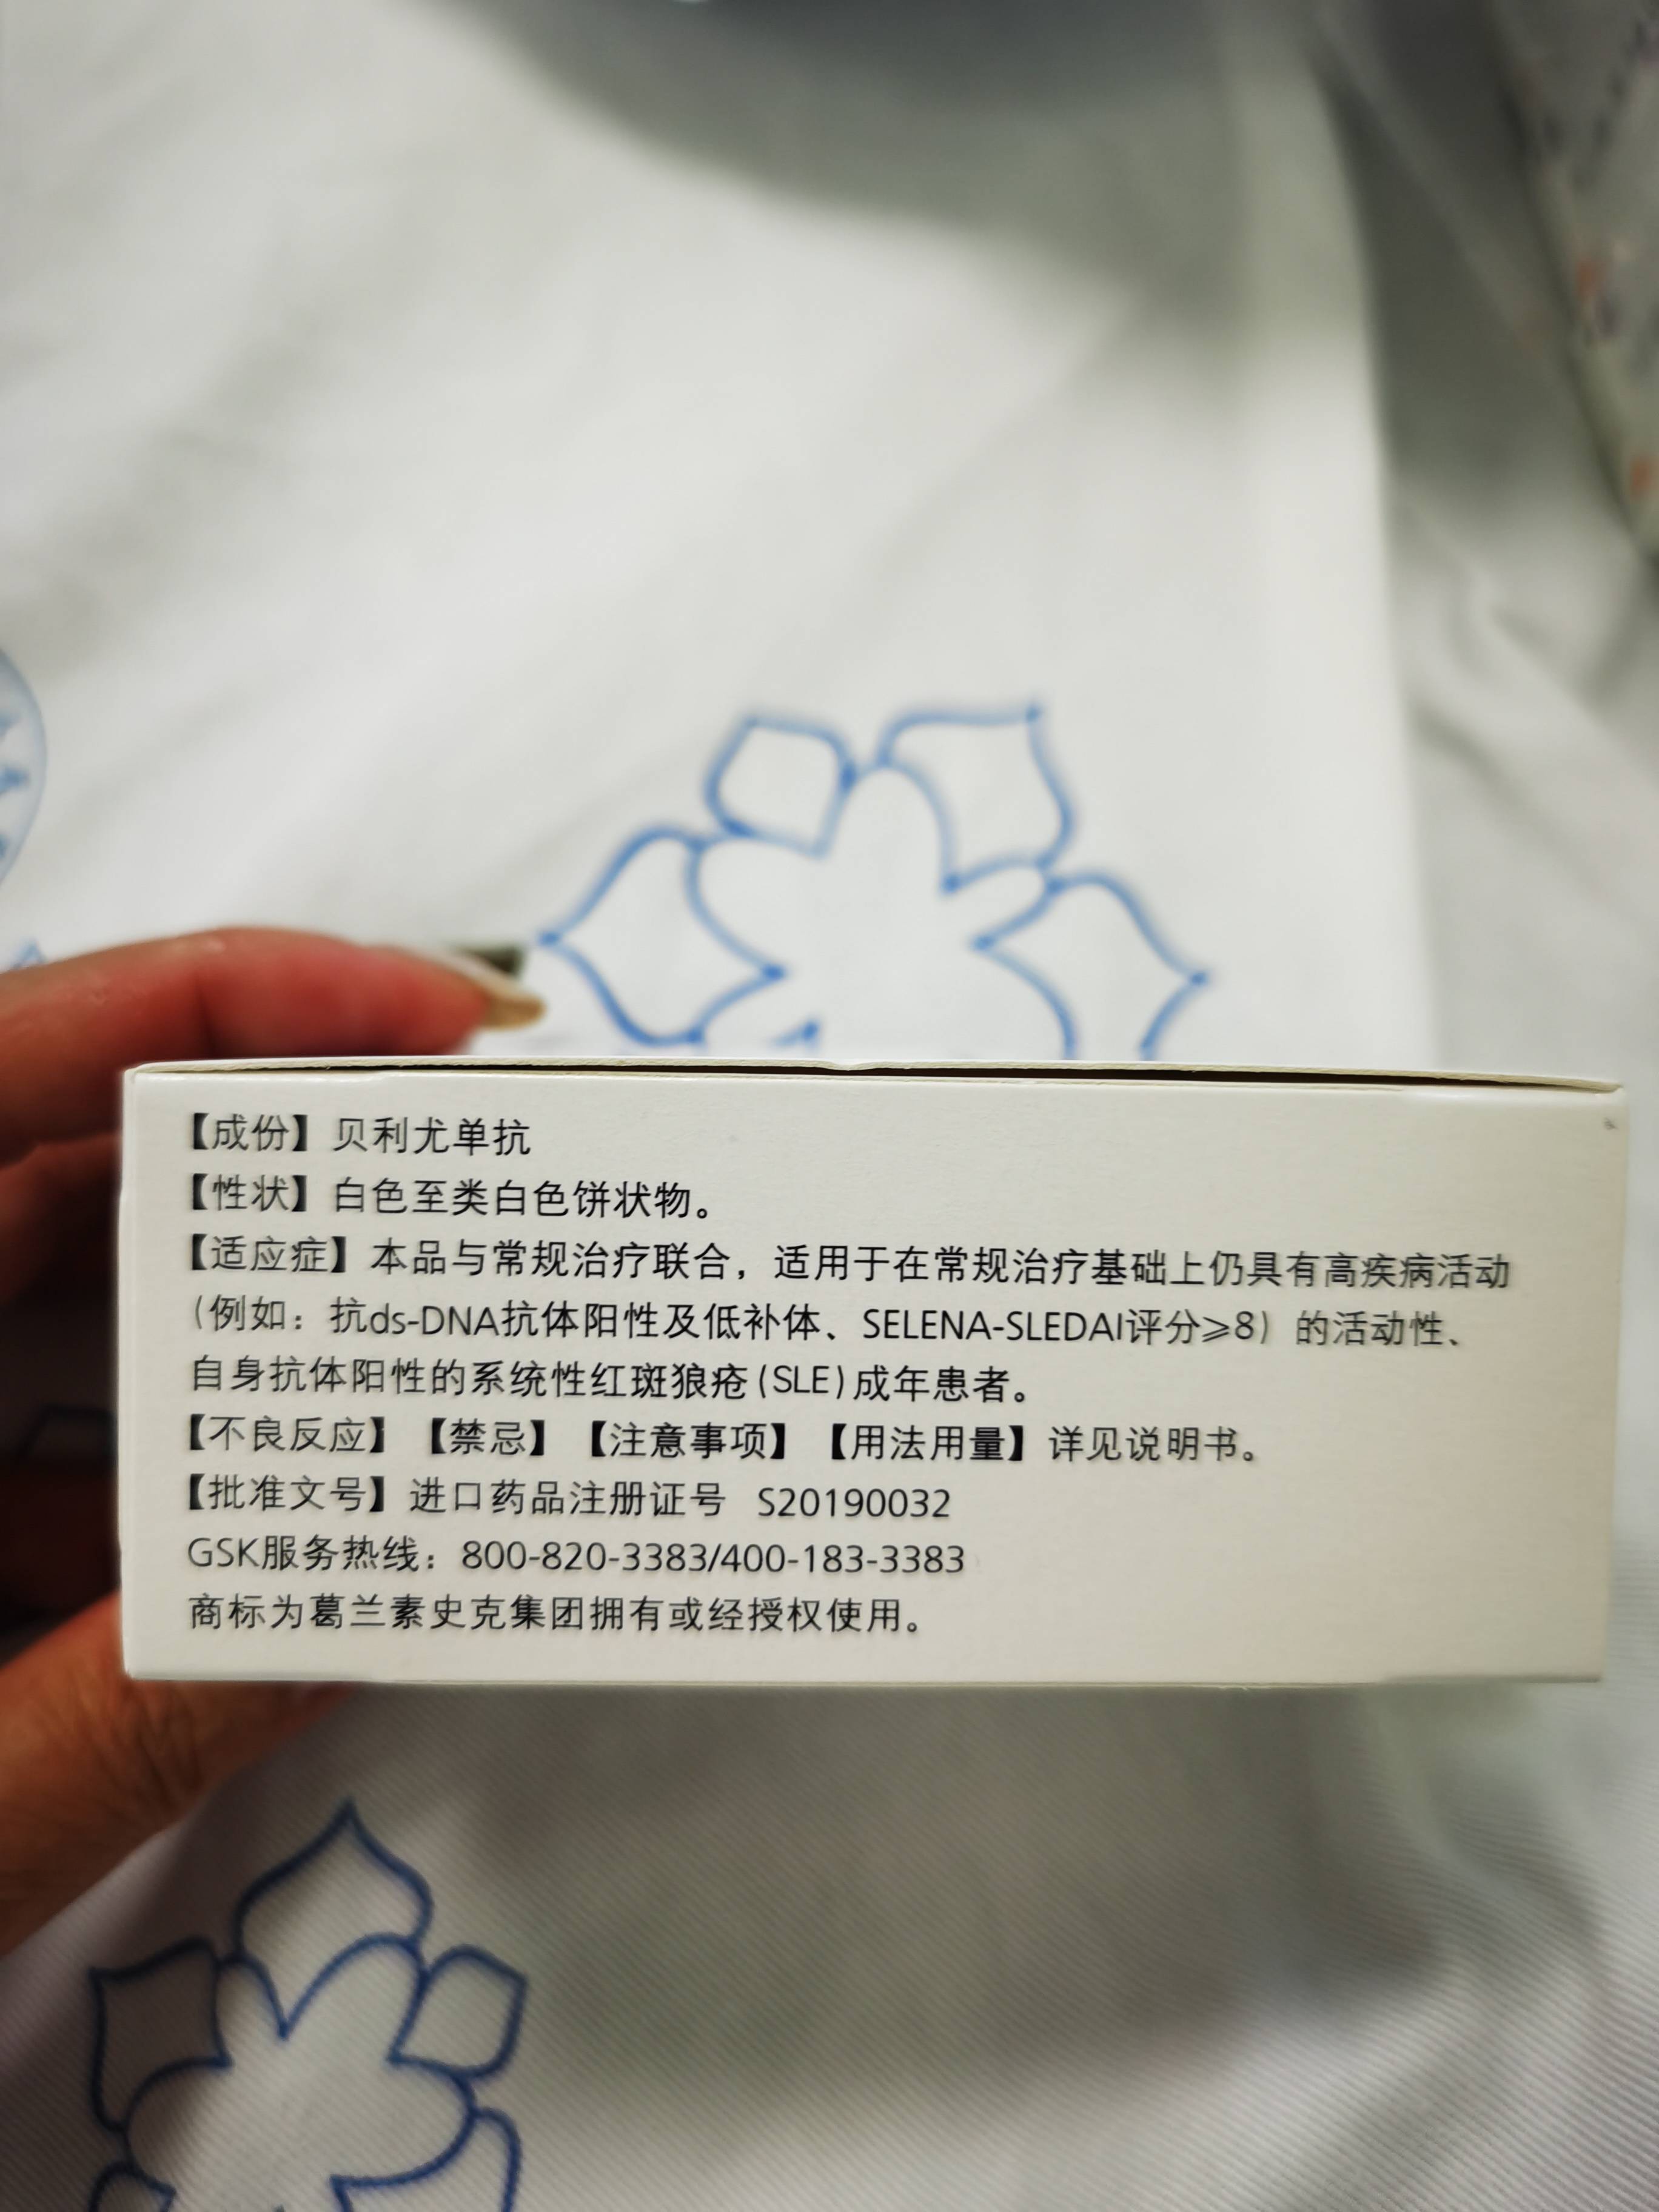 【成份】贝利尤单抗
【性状】白色至类白色饼状物。
【适应症】本品与常规治疗联合，适用于在常规治疗基础上仍具有高疾病活动
（例如：抗ds-DNA抗体阳性及低补体、SELENA-SLEDAI评分≥8）的活动性、
自身抗体阳性的系统性红斑狼疮(SLE)成年患者。
【不良反应】【禁忌】【注意事项】【用法用量】详见说明书。
【批准文号】进口药品注册证号 S20190032
GSK服务热线：800-820-3383/400-183-3383
商标为葛兰素史克集团拥有或经授权使用。